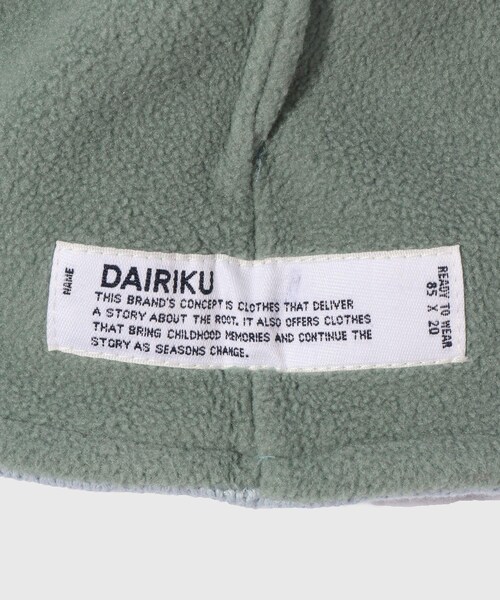 NAME
DAIRIKU
THIS BRAND'S CONCEPT IS CLOTHES THAT DELIVER
A STORY ABOUT THE ROOT. IT ALSO OFFERS CLOTHES
THAT BRING CHILDHOOD MEMORIES AND CONTINUE THE
STORY AS SEASONS CHANGE.
READY TO WEAR
85 X 20